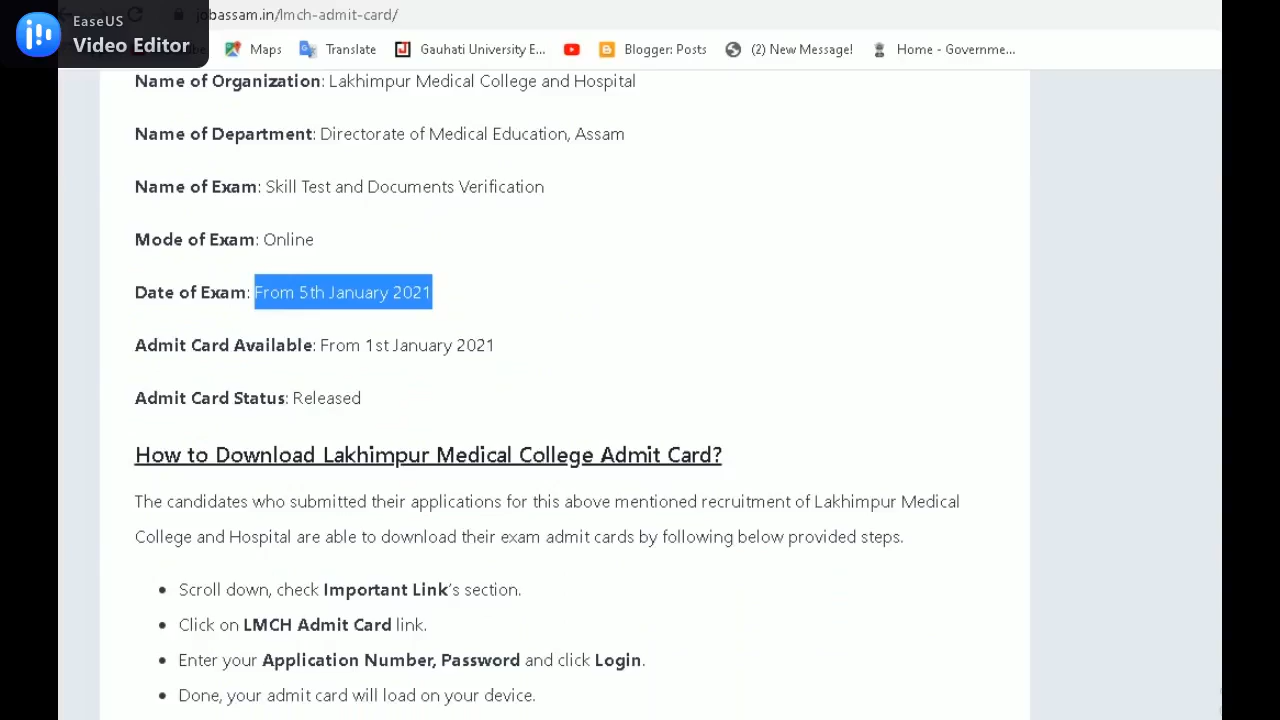 EaseUS
Video Editor
jobassam.in/lmch-admit-card/
Maps
Translate
Gauhati University E...
Blogger: Posts
(2) New Message!
Home - Governme...
Name of Organization: Lakhimpur Medical College and Hospital
Name of Department: Directorate of Medical Education, Assam
Name of Exam: Skill Test and Documents Verification
Mode of Exam: Online
Date of Exam: From 5th January 2021
Admit Card Available: From 1st January 2021
Admit Card Status: Released
How to Download Lakhimpur Medical College Admit Card?
The candidates who submitted their applications for this above mentioned recruitment of Lakhimpur Medical
College and Hospital are able to download their exam admit cards by following below provided steps.
Scroll down, check Important Link's section.
Click on LMCH Admit Card link.
Enter your Application Number, Password and click Login.
Done, your admit card will load on your device.